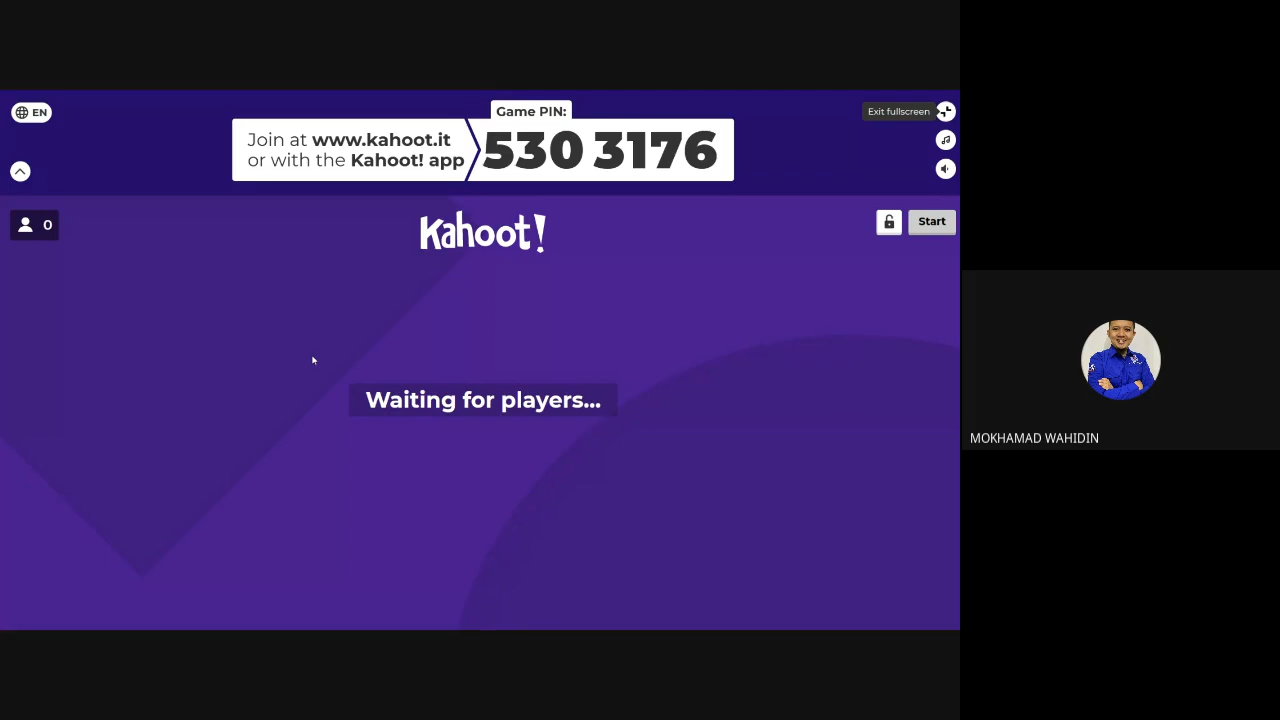 EN
Join at www.kahoot.it
or with the Kahoot! app
Game PIN:
530 3176
Exit fullscreen
0
Kahoot!
Start
Waiting for players...
MOKHAMAD WAHIDIN